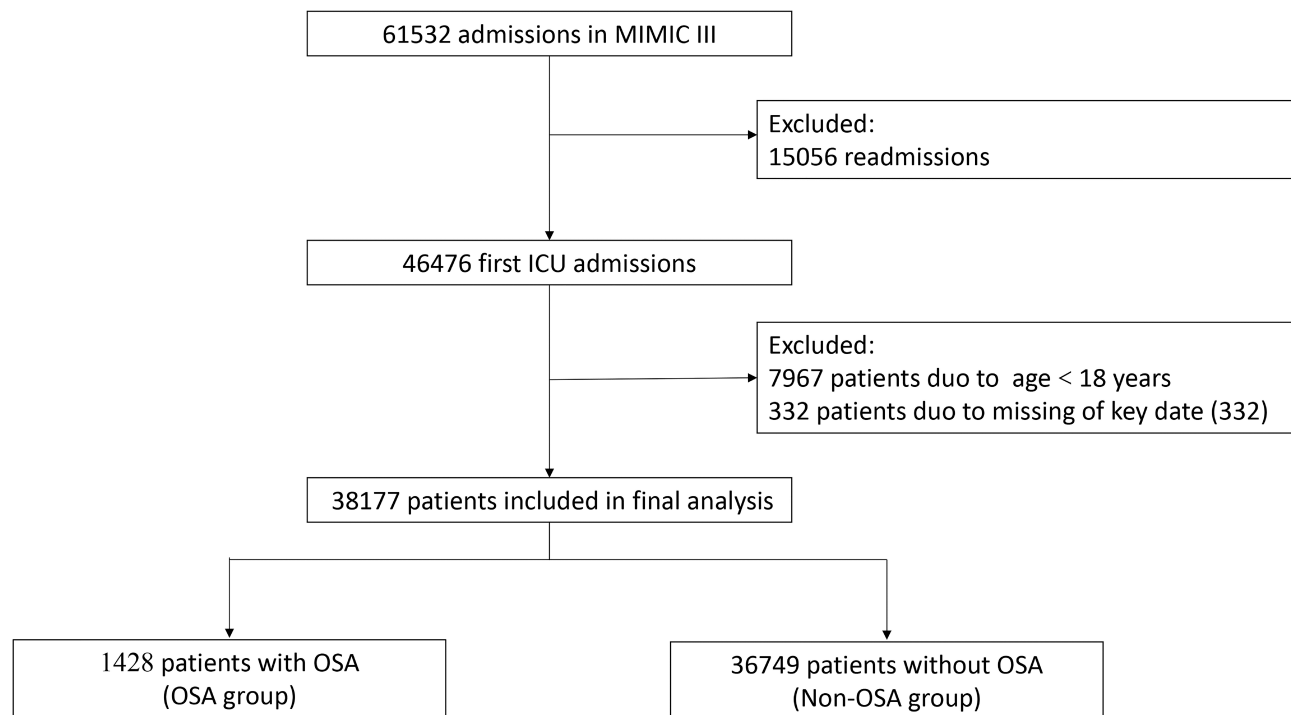 61532 admissions in MIMIC III
Excluded:
15056 readmissions
46476 first ICU admissions
Excluded:
7967 patients duo to  age < 18 years
332 patients duo to missing of key date (332)
38177 patients included in final analysis
1428 patients with OSA
(OSA group)
36749 patients without OSA
(Non-OSA group)